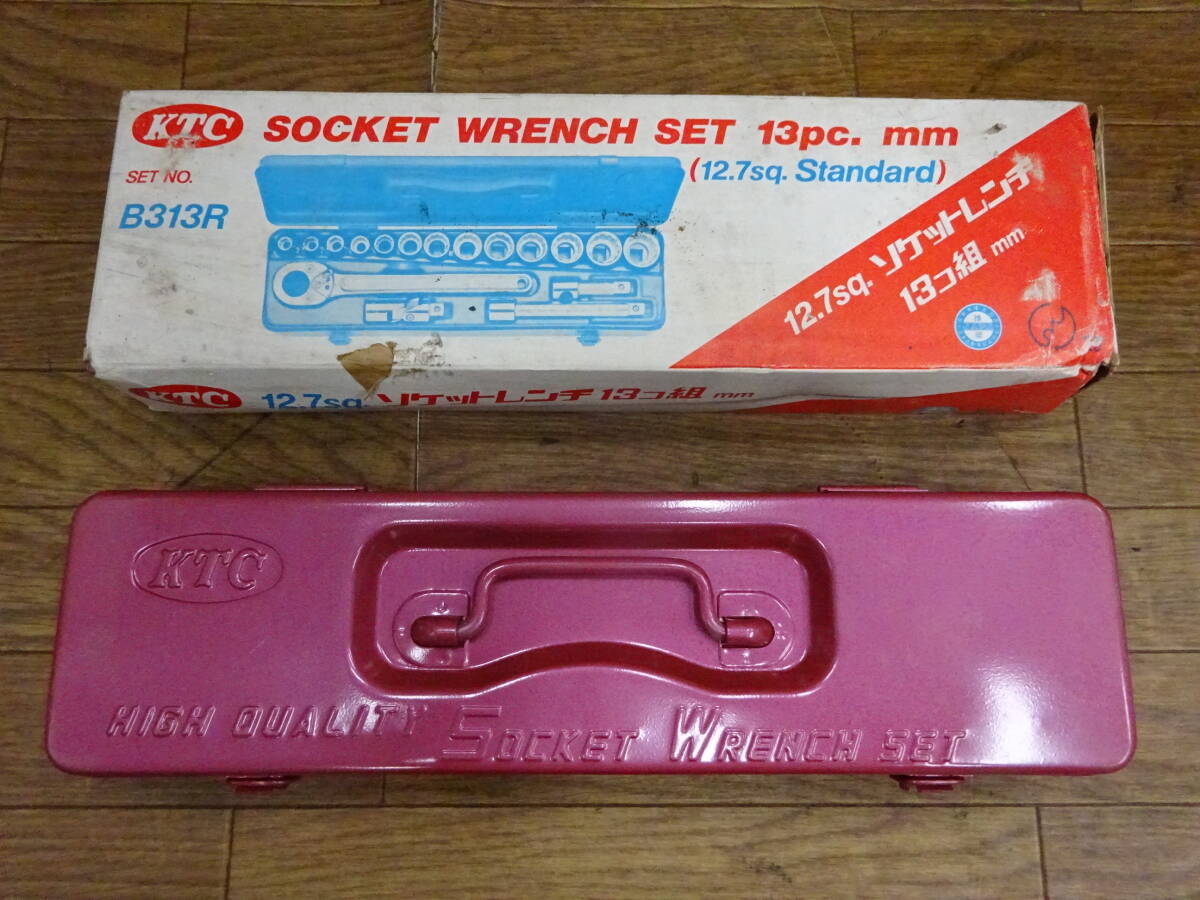 KTC SOCKET WRENCH SET 13pc. mm
(12.7sq. Standard)
SET NO.
B313R
12.7sq. ソケットレンチ
13コ組 mm
KTC 12.7sq. ソケットレンチ 13コ組 mm
KTC
HIGH QUALITY SOCKET WRENCH SET